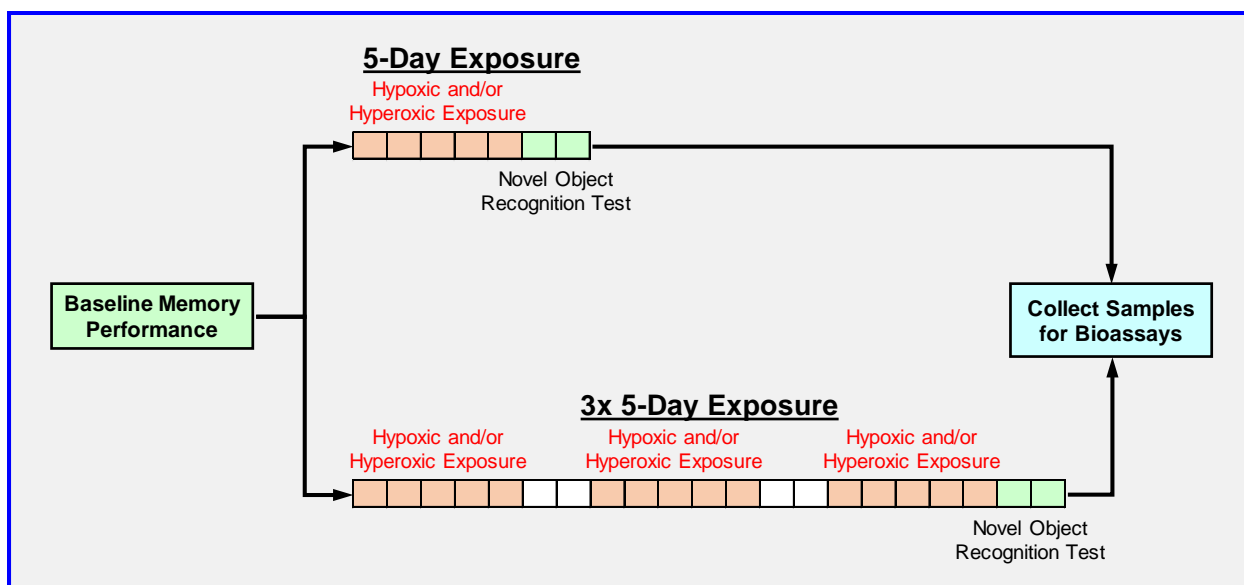 5-Day Exposure
Hypoxic and/or
Hyperoxic Exposure
Novel Object
Recognition Test
Baseline Memory
Performance
Collect Samples
for Bioassays
3x 5-Day Exposure
Hypoxic and/or
Hyperoxic Exposure
Hypoxic and/or
Hyperoxic Exposure
Hypoxic and/or
Hyperoxic Exposure
Novel Object
Recognition Test